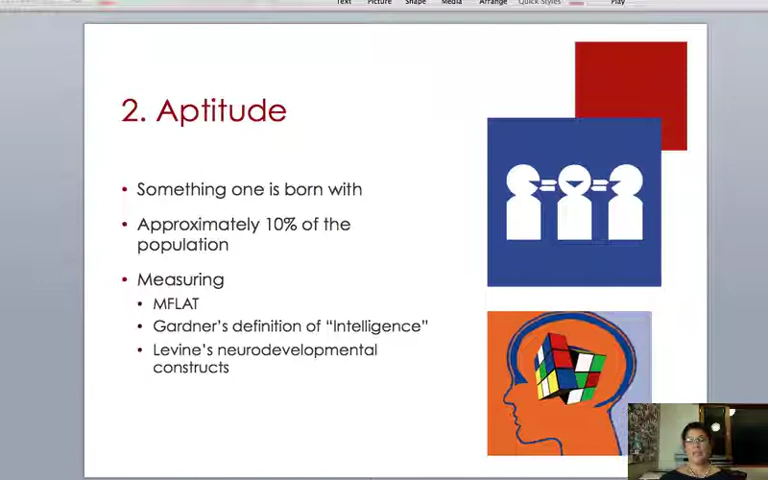 Text Picture Shape Media Arrange Quick Styles Play
2. Aptitude
• Something one is born with
• Approximately 10% of the
population
• Measuring
• MFLAT
• Gardner's definition of "Intelligence"
• Levine's neurodevelopmental
constructs